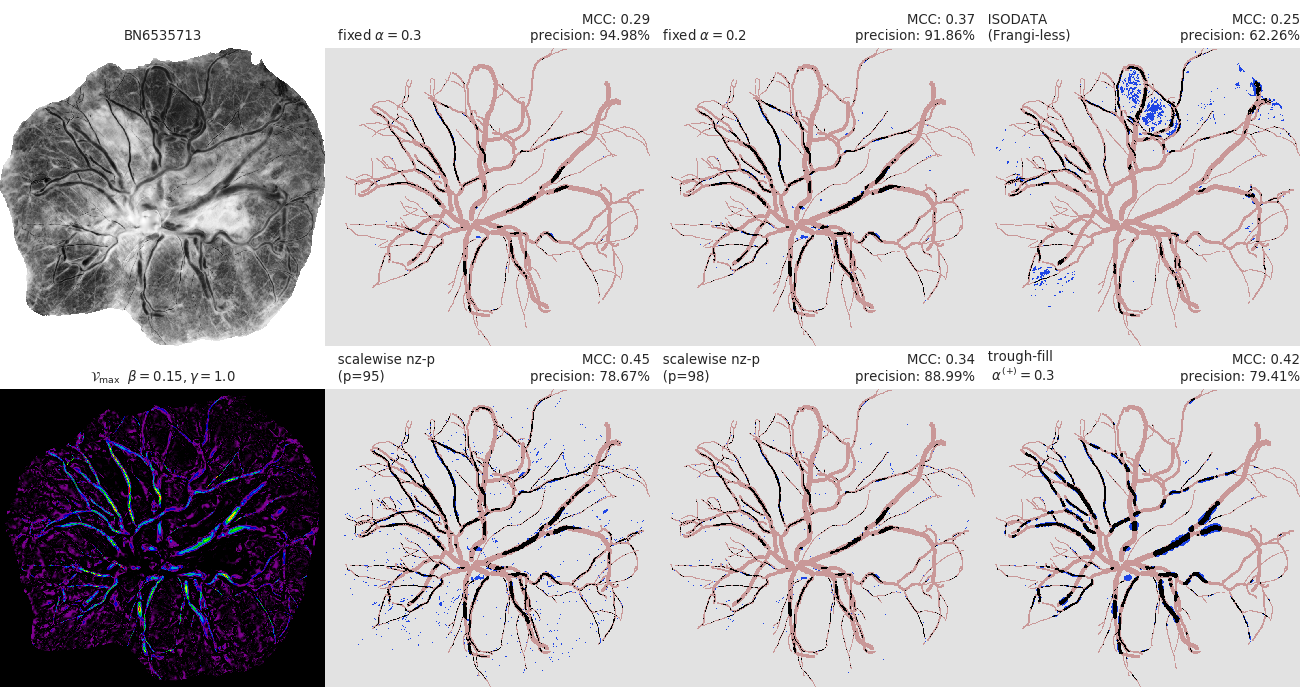 BN6535713
fixed α = 0.3
MCC: 0.29
precision: 94.98%
fixed α = 0.2
MCC: 0.37
precision: 91.86%
ISODATA
(Frangi-less)
MCC: 0.25
precision: 62.26%
𝒱max β = 0.15, γ = 1.0
scalewise nz-p
(p=95)
MCC: 0.45
precision: 78.67%
scalewise nz-p
(p=98)
MCC: 0.34
precision: 88.99%
trough-fill
α⁽⁺⁾ = 0.3
MCC: 0.42
precision: 79.41%